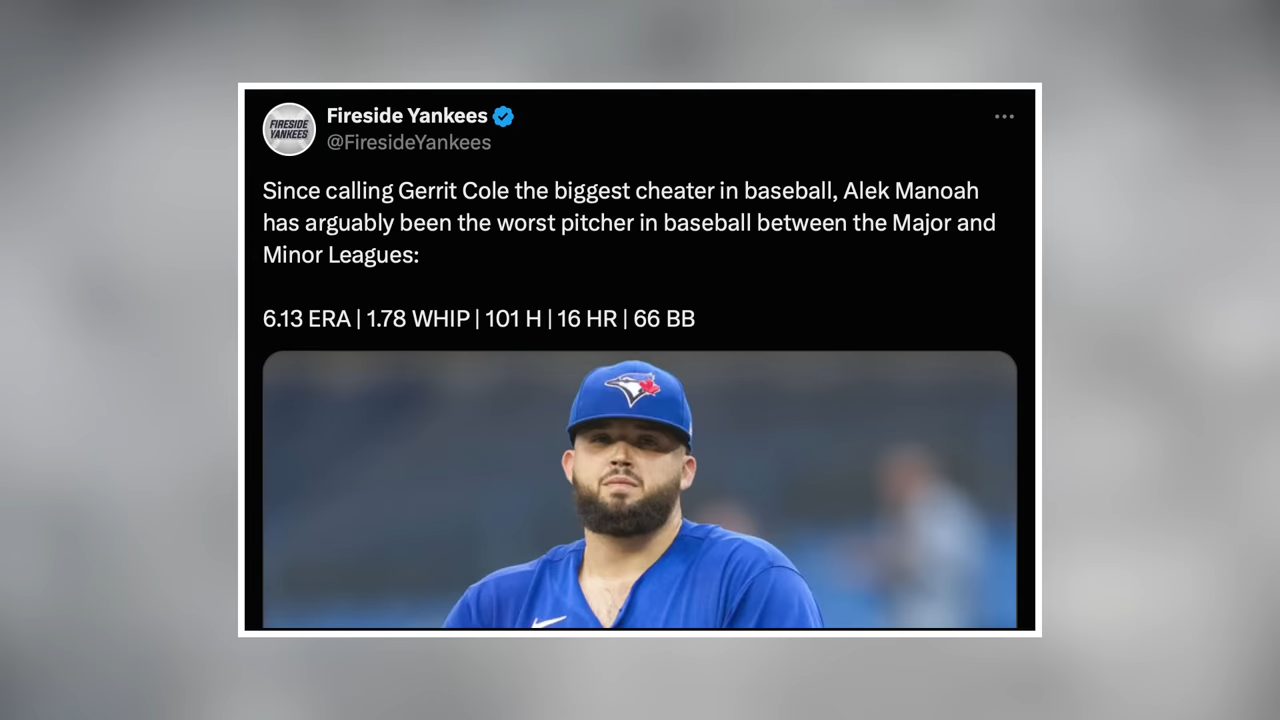 FIRESIDE
YANKEES
Fireside Yankees
@FiresideYankees
Since calling Gerrit Cole the biggest cheater in baseball, Alek Manoah
has arguably been the worst pitcher in baseball between the Major and
Minor Leagues:
6.13 ERA | 1.78 WHIP | 101 H | 16 HR | 66 BB